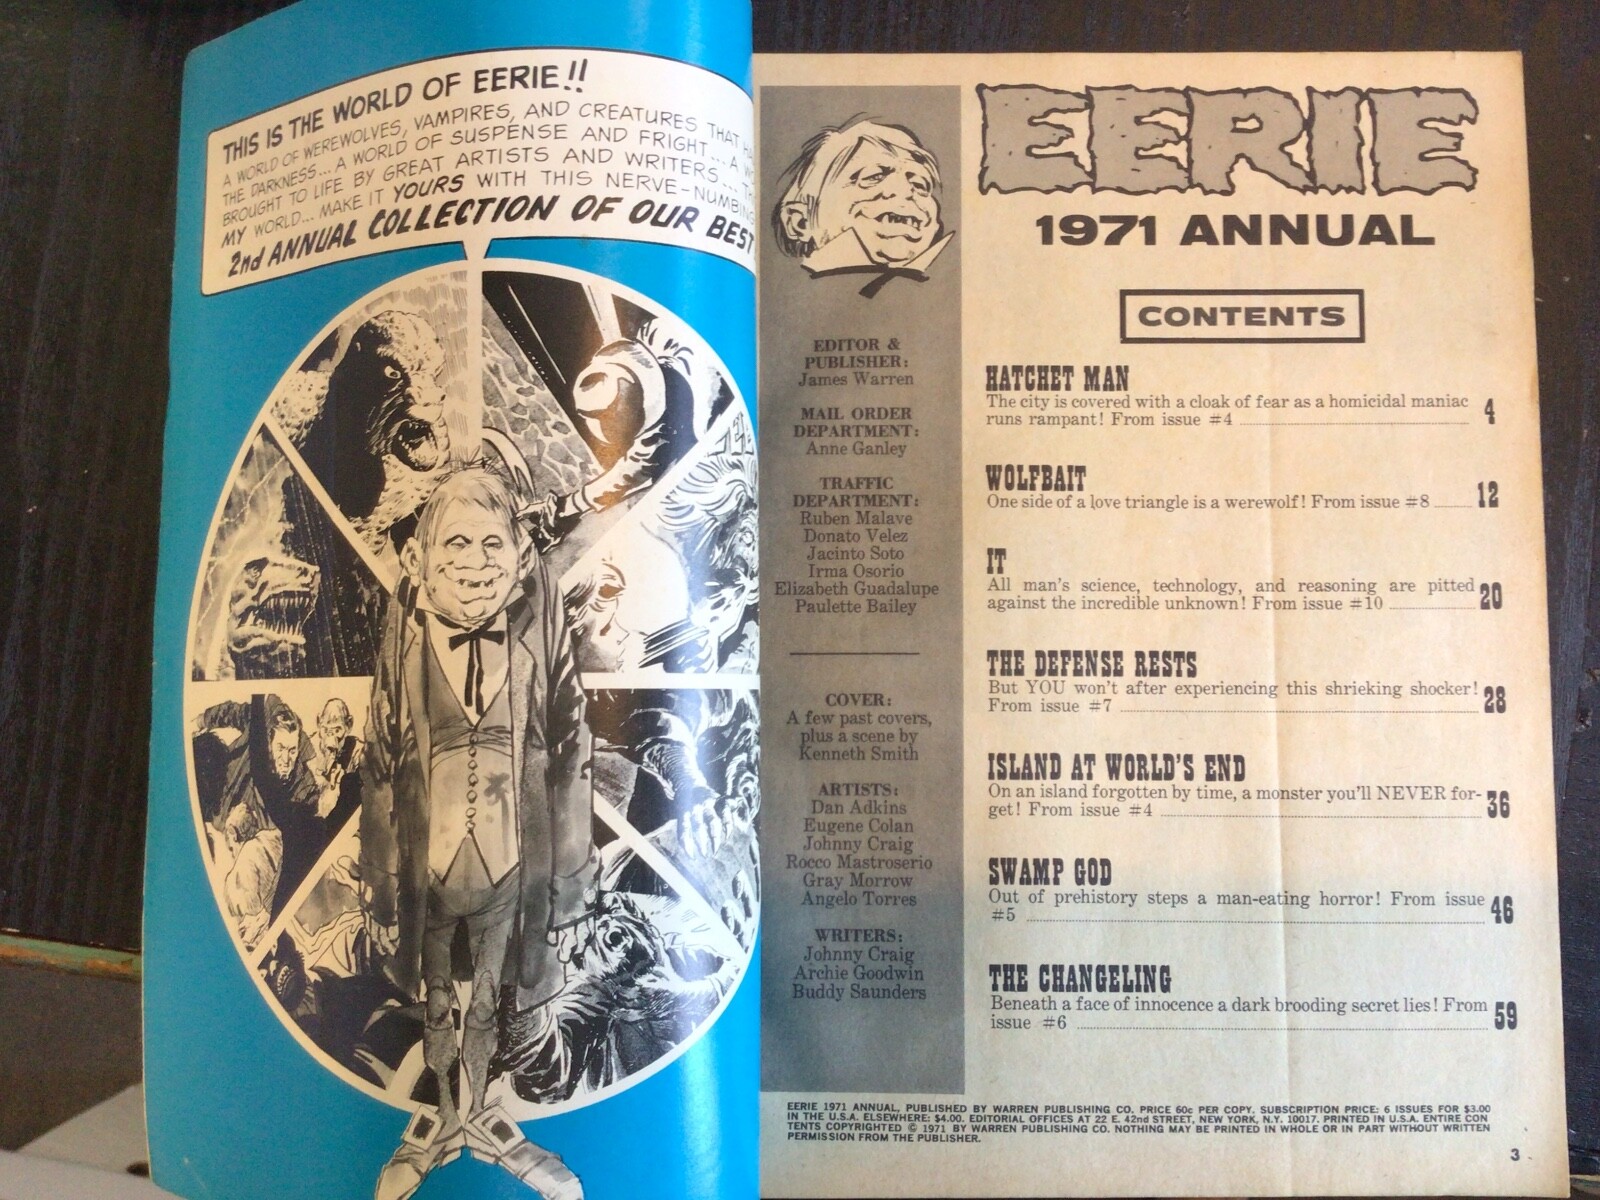 THIS IS THE WORLD OF EERIE!!
A WORLD OF WEREWOLVES, VAMPIRES, AND CREATURES THAT
THE DARKNESS... A WORLD OF SUSPENSE AND FRIGHT... A
BROUGHT TO LIFE BY GREAT ARTISTS AND WRITERS...
MY WORLD... MAKE IT YOURS WITH THIS NERVE-NUMBING
2nd ANNUAL COLLECTION OF OUR BEST
EDITOR &
PUBLISHER:
James Warren
MAIL ORDER
DEPARTMENT:
Anne Ganley
TRAFFIC
DEPARTMENT:
Ruben Malave
Donato Velez
Jacinto Soto
Irma Osorio
Elizabeth Guadalupe
Paulette Bailey
COVER:
A few past covers,
plus a scene by
Kenneth Smith
ARTISTS:
Dan Adkins
Eugene Colan
Johnny Craig
Rocco Mastroserio
Gray Morrow
Angelo Torres
WRITERS:
Johnny Craig
Archie Goodwin
Buddy Saunders
EERIE
1971 ANNUAL
CONTENTS
HATCHET MAN
The city is covered with a cloak of fear as a homicidal maniac
runs rampant! From issue #4 4
WOLFBAIT
One side of a love triangle is a werewolf! From issue #8 12
IT
All man's science, technology, and reasoning are pitted
against the incredible unknown! From issue #10 20
THE DEFENSE RESTS
But YOU won't after experiencing this shrieking shocker!
From issue #7 28
ISLAND AT WORLD'S END
On an island forgotten by time, a monster you'll NEVER for-
get! From issue #4 36
SWAMP GOD
Out of prehistory steps a man-eating horror! From issue
#5 46
THE CHANGELING
Beneath a face of innocence a dark brooding secret lies! From
issue #6 59
EERIE 1971 ANNUAL, PUBLISHED BY WARREN PUBLISHING CO. PRICE 60c PER COPY. SUBSCRIPTION PRICE: 6 ISSUES FOR $3.00
IN THE U.S.A. ELSEWHERE: $4.00. EDITORIAL OFFICES AT 22 E. 42nd STREET, NEW YORK, N.Y. 10017. PRINTED IN U.S.A. ENTIRE CON
TENTS COPYRIGHTED © 1971 BY WARREN PUBLISHING CO. NOTHING MAY BE PRINTED IN WHOLE OR IN PART WITHOUT WRITTEN
PERMISSION FROM THE PUBLISHER.
3